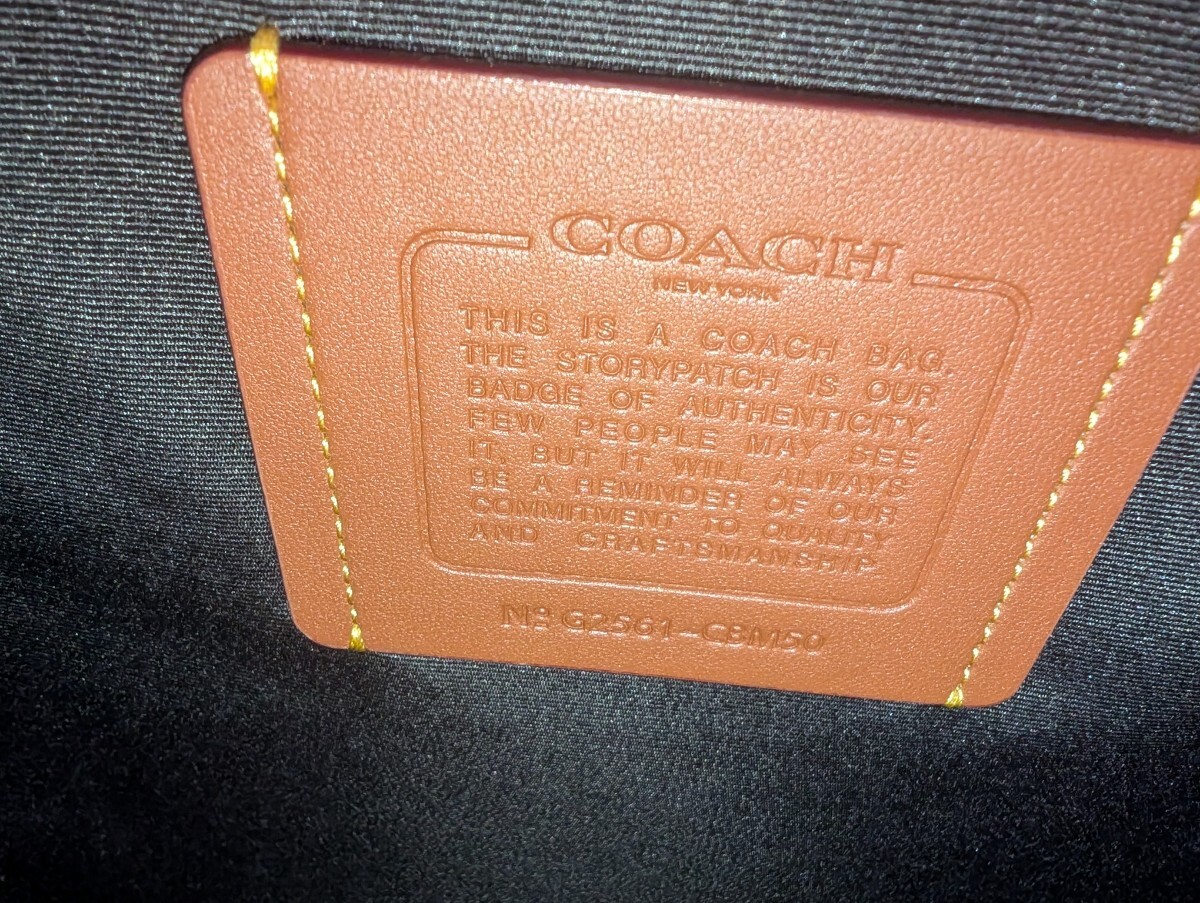 COACH
NEW YORK
THIS IS A COACH BAG.
THE STORYPATCH IS OUR
BADGE OF AUTHENTICITY.
FEW PEOPLE MAY SEE
IT, BUT IT WILL ALWAYS
BE A REMINDER OF OUR
COMMITMENT TO QUALITY
AND CRAFTSMANSHIP.
Nº G2561-CBM50